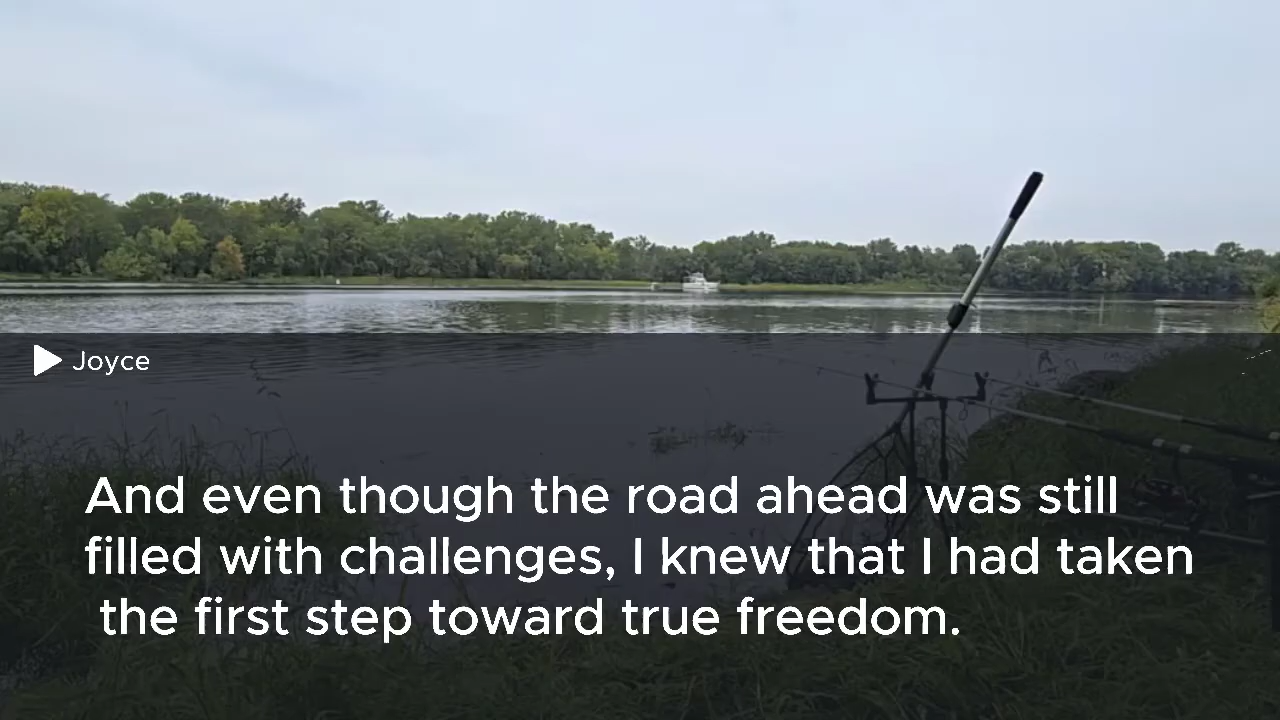 Joyce
And even though the road ahead was still
filled with challenges, I knew that I had taken
the first step toward true freedom.